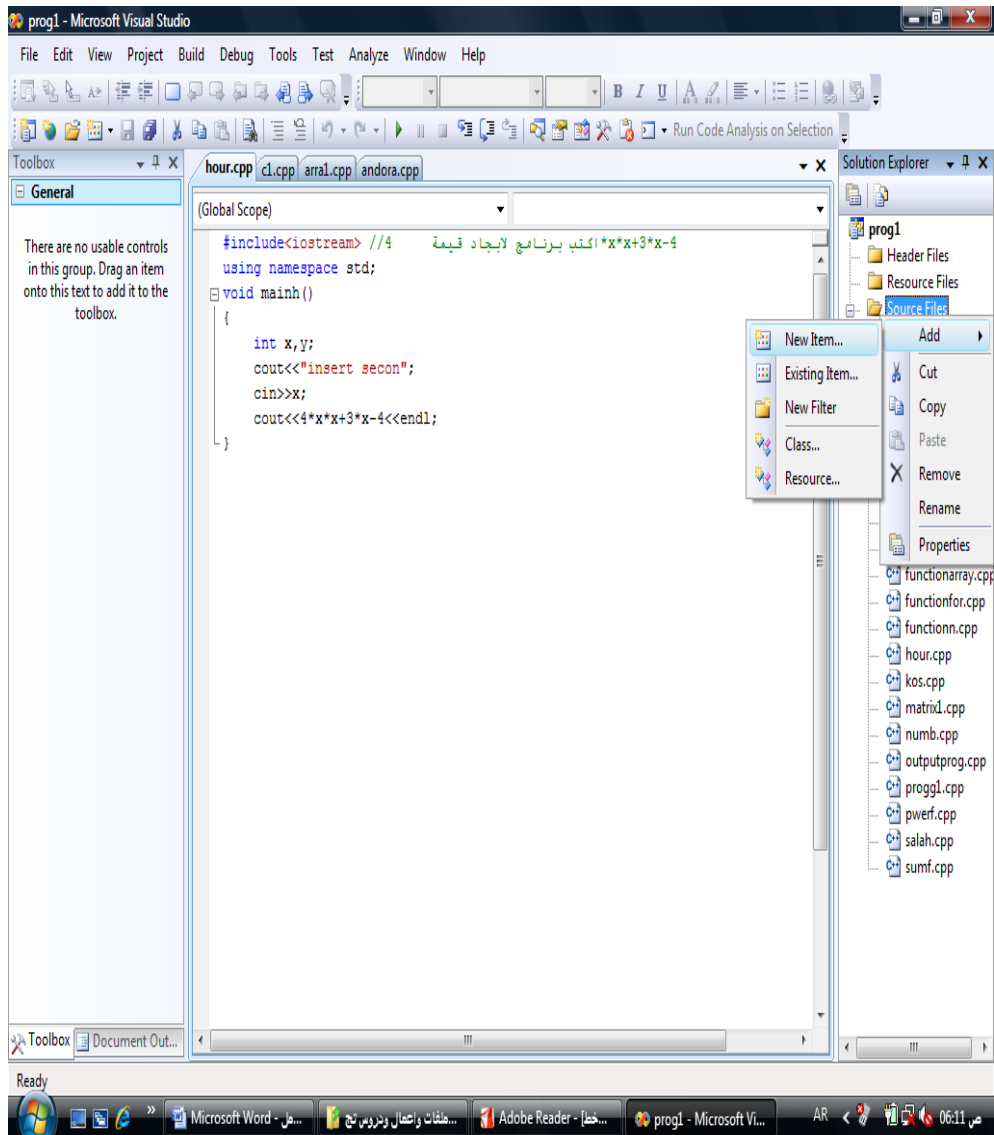 prog1 - Microsoft Visual Studio
File Edit View Project Build Debug Tools Test Analyze Window Help
B I U
Run Code Analysis on Selection
Toolbox
General
There are no usable controls
in this group. Drag an item
onto this text to add it to the
toolbox.
Toolbox Document Out...
hour.cpp c1.cpp arra1.cpp andora.cpp
(Global Scope)
#include<iostream> //4 اكتب برنامج لايجاد قيمة*x*x+3*x-4
using namespace std;
void mainh()
{
int x,y;
cout<<"insert secon";
cin>>x;
cout<<4*x*x+3*x-4<<endl;
}
Solution Explorer
prog1
Header Files
Resource Files
Source Files
New Item...
Existing Item...
New Filter
Class...
Resource...
Add
Cut
Copy
Paste
Remove
Rename
Properties
functionarray.cpp
functionfor.cpp
functionn.cpp
hour.cpp
kos.cpp
matrix1.cpp
numb.cpp
outputprog.cpp
progg1.cpp
pwerf.cpp
salah.cpp
sumf.cpp
Ready
Microsoft Word - هل...
ملفات واعمال ودروس تج...
Adobe Reader - [خط...
prog1 - Microsoft Vi...
AR
06:11 ص